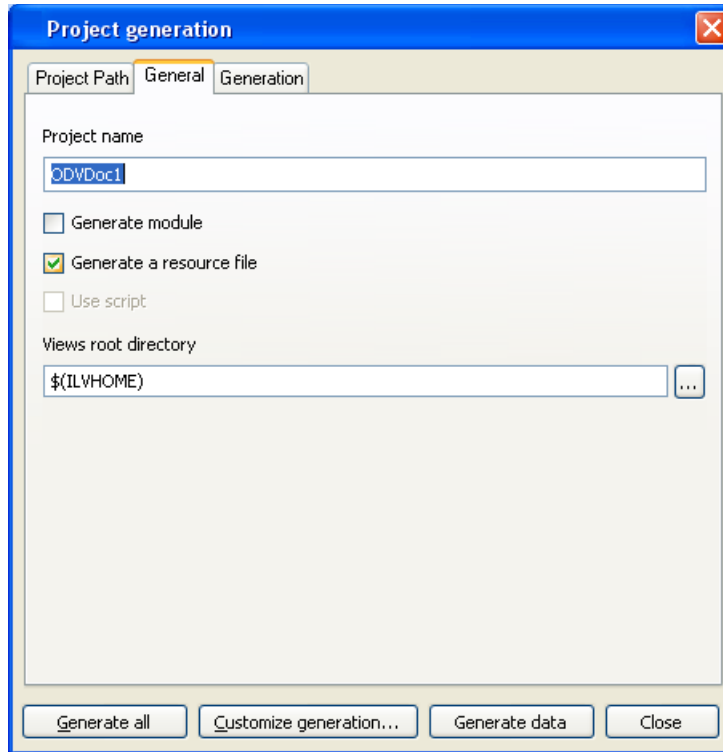 Project generation
Project Path General Generation
Project name
ODVDoc1
Generate module
Generate a resource file
Use script
Views root directory
$(ILVHOME)
...
Generate all Customize generation... Generate data Close